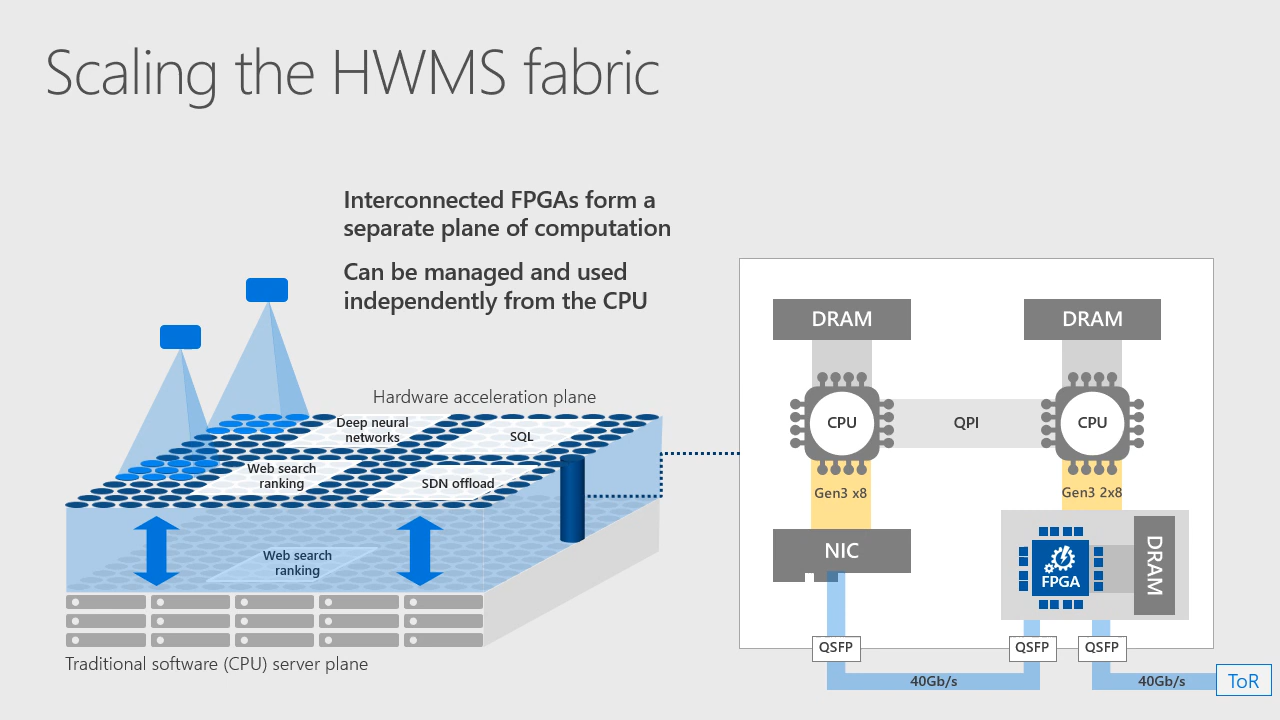 Scaling the HWMS fabric
Interconnected FPGAs form a
separate plane of computation
Can be managed and used
independently from the CPU
Hardware acceleration plane
Deep neural
networks
SQL
Web search
ranking
SDN offload
Web search
ranking
Traditional software (CPU) server plane
DRAM
DRAM
CPU
QPI
CPU
Gen3 x8
Gen3 2x8
NIC
FPGA
DRAM
QSFP
QSFP
QSFP
40Gb/s
40Gb/s
ToR